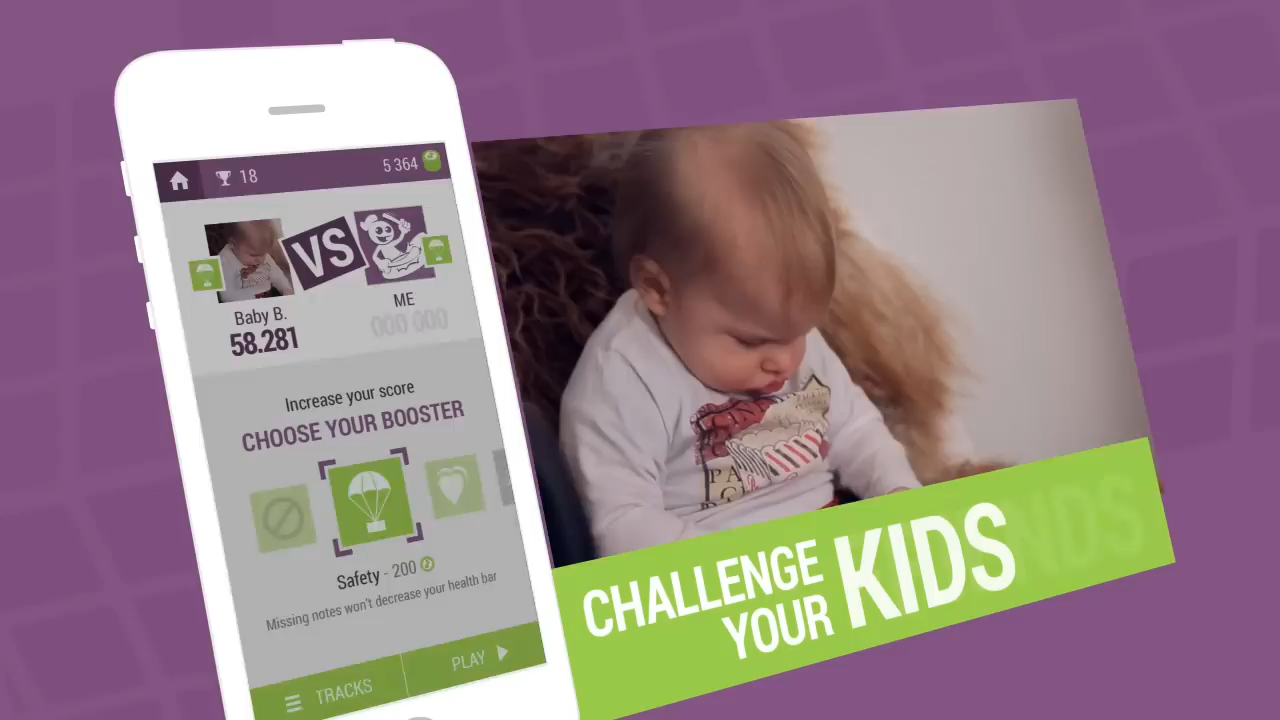 18
5 364
VS
Baby B.
58.281
ME
000 000
Increase your score
CHOOSE YOUR BOOSTER
Safety - 200
Missing notes won't decrease your health bar
TRACKS
PLAY
CHALLENGE
YOUR
KIDS